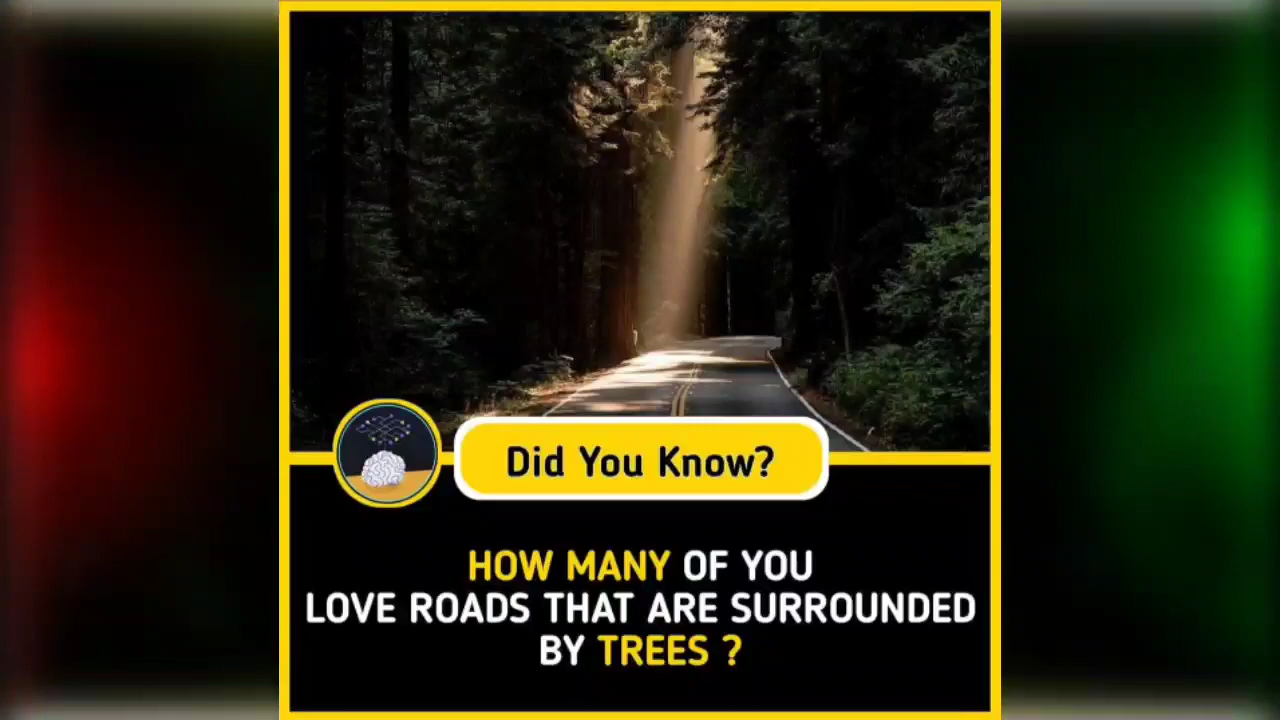 Did You Know?
HOW MANY OF YOU
LOVE ROADS THAT ARE SURROUNDED
BY TREES ?